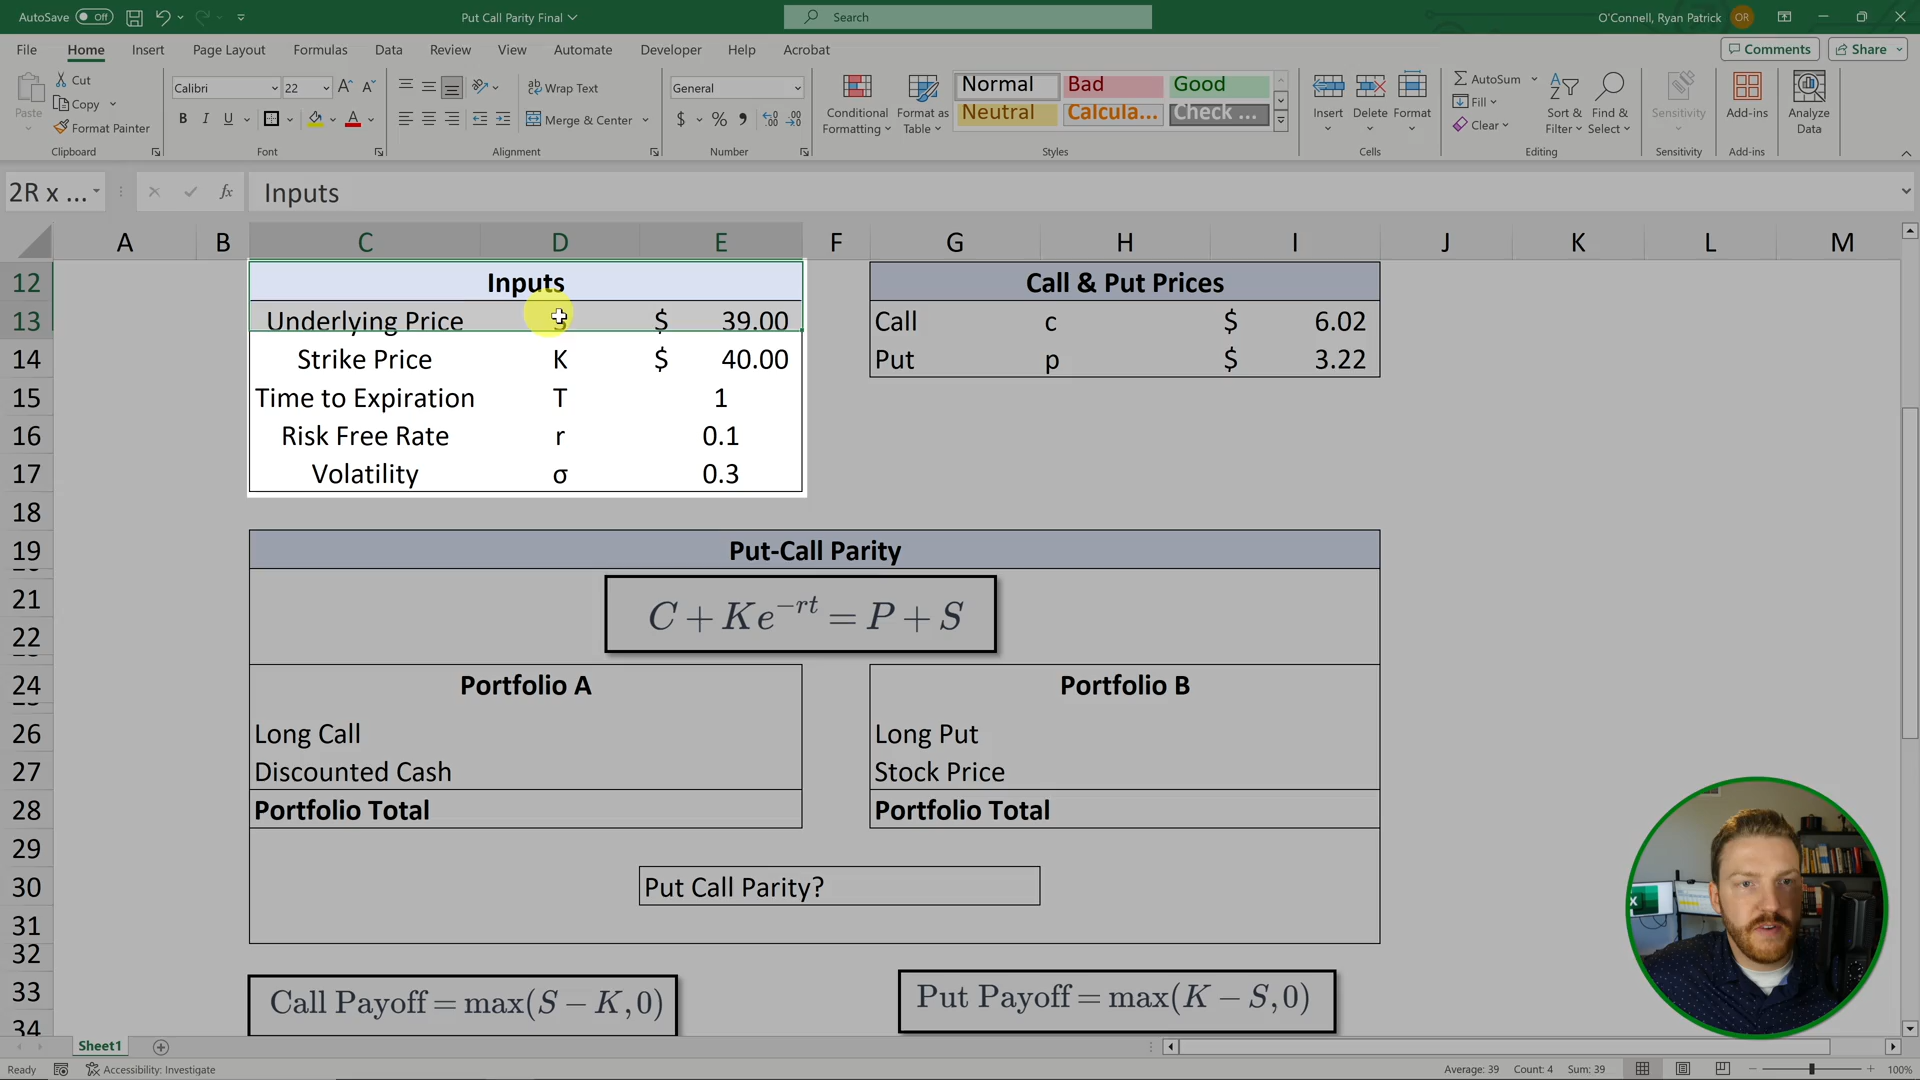 AutoSave Off Put Call Parity Final Search O'Connell, Ryan Patrick OR
File Home Insert Page Layout Formulas Data Review View Automate Developer Help Acrobat Comments Share
Paste Cut Copy Format Painter Clipboard
Calibri 22 B I U A Font
Wrap Text Merge & Center Alignment
General $ % Number
Conditional Formatting Format as Table Normal Bad Good Neutral Calcula... Check ... Styles
Insert Delete Format Cells
AutoSum Fill Clear Sort & Filter Find & Select Editing
Sensitivity Sensitivity
Add-ins Add-ins
Analyze Data
2R x ... fx Inputs
A B C D E F G H I J K L M
12 Inputs Call & Put Prices
13 Underlying Price $ 39.00 Call c $ 6.02
14 Strike Price K $ 40.00 Put p $ 3.22
15 Time to Expiration T 1
16 Risk Free Rate r 0.1
17 Volatility σ 0.3
18
19 Put-Call Parity
21 C + Ke^{-rt} = P + S
22
24 Portfolio A Portfolio B
26 Long Call Long Put
27 Discounted Cash Stock Price
28 Portfolio Total Portfolio Total
29
30 Put Call Parity?
31
32
33 Call Payoff = max(S − K, 0) Put Payoff = max(K − S, 0)
34
Sheet1
Ready Accessibility: Investigate Average: 39 Count: 4 Sum: 39 100%